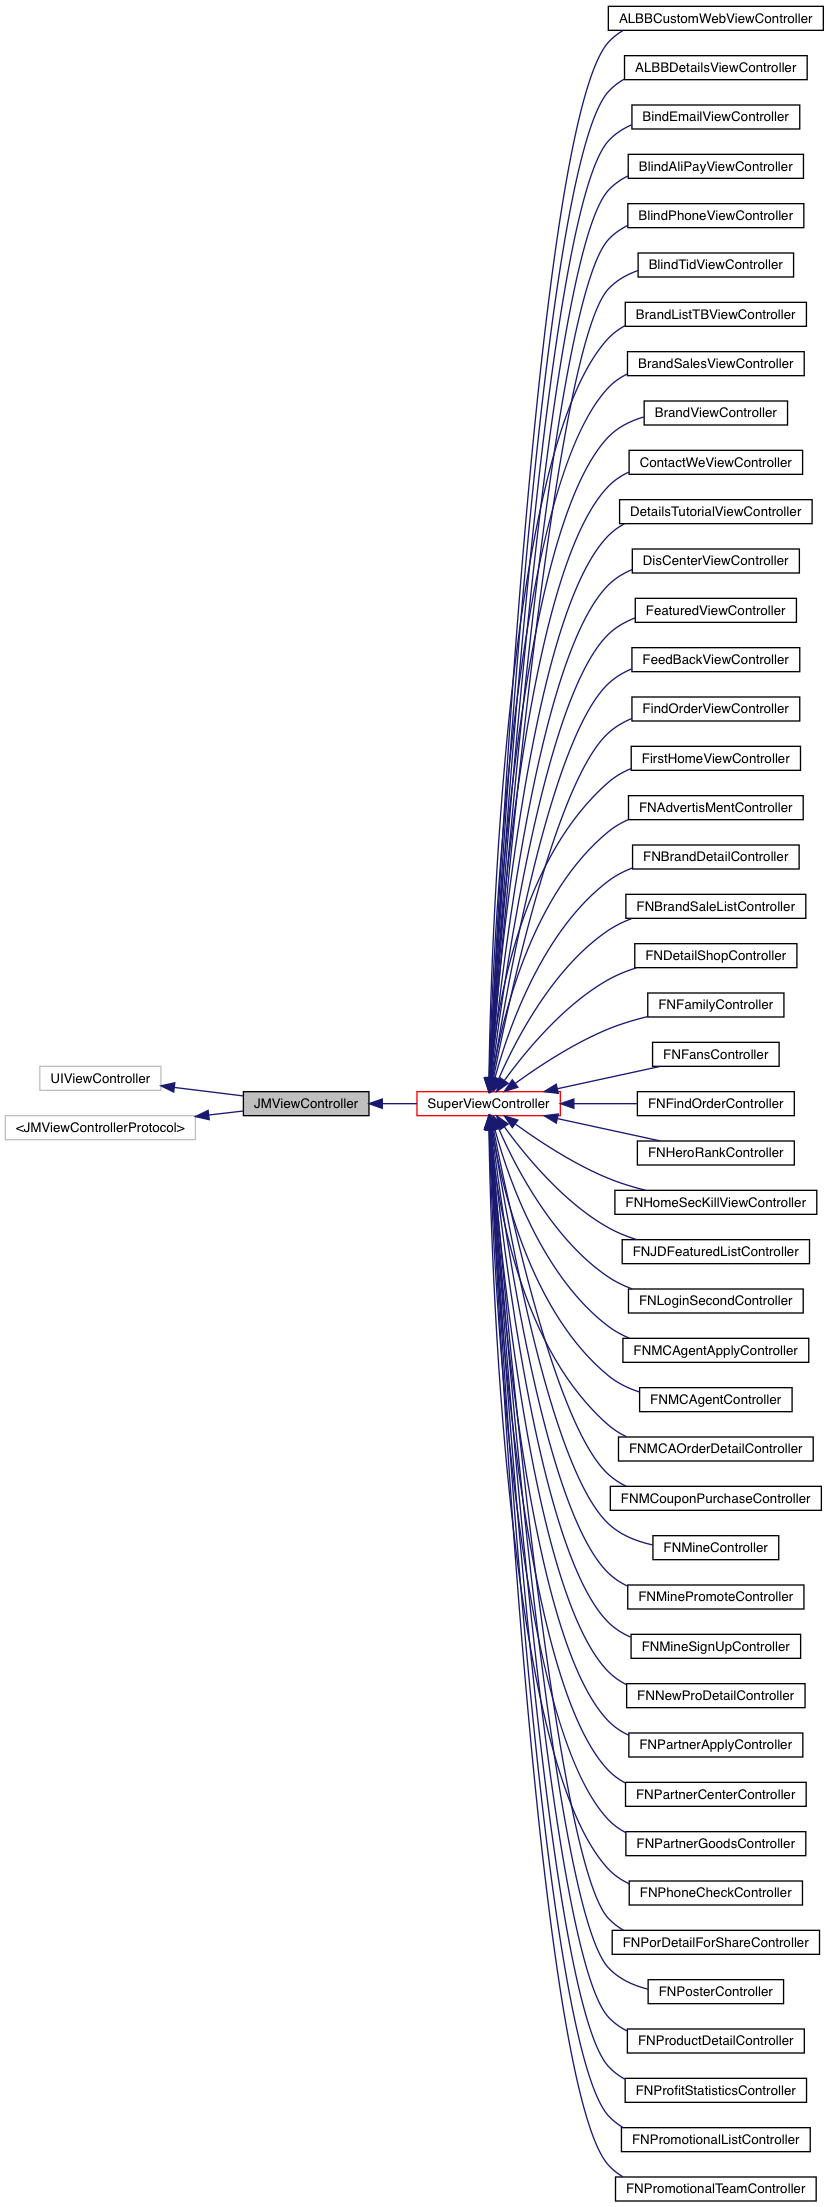 ALBBCustomWebViewController
ALBBDetailsViewController
BindEmailViewController
BlindAliPayViewController
BlindPhoneViewController
BlindTidViewController
BrandListTBViewController
BrandSalesViewController
BrandViewController
ContactWeViewController
DetailsTutorialViewController
DisCenterViewController
FeaturedViewController
FeedBackViewController
FindOrderViewController
FirstHomeViewController
FNAdvertisMentController
FNBrandDetailController
FNBrandSaleListController
FNDetailShopController
FNFamilyController
FNFansController
UIViewController
JMViewController
SuperViewController
FNFindOrderController
<JMViewControllerProtocol>
FNHeroRankController
FNHomeSecKillViewController
FNJDFeaturedListController
FNLoginSecondController
FNMCAgentApplyController
FNMCAgentController
FNMCAOrderDetailController
FNMCouponPurchaseController
FNMineController
FNMinePromoteController
FNMineSignUpController
FNNewProDetailController
FNPartnerApplyController
FNPartnerCenterController
FNPartnerGoodsController
FNPhoneCheckController
FNPorDetailForShareController
FNPosterController
FNProductDetailController
FNProfitStatisticsController
FNPromotionalListController
FNPromotionalTeamController